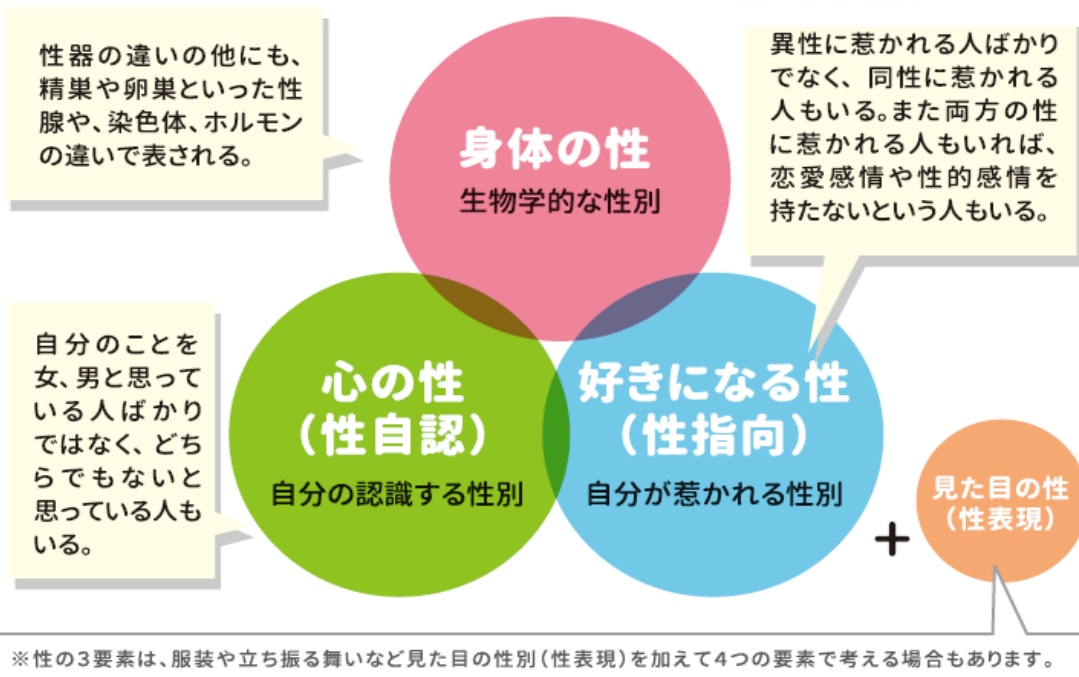 性器の違いの他にも、
精巣や卵巣といった性
腺や、染色体、ホルモン
の違いで表される。
身体の性
生物学的な性別
異性に惹かれる人ばかり
でなく、同性に惹かれる
人もいる。また両方の性
に惹かれる人もいれば、
恋愛感情や性的感情を
持たないという人もいる。
自分のことを
女、男と思って
いる人ばかり
ではなく、どち
らでもないと
思っている人も
いる。
心の性
（性自認）
自分の認識する性別
好きになる性
（性指向）
自分が惹かれる性別
+
見た目の性
（性表現）
※性の3要素は、服装や立ち振る舞いなど見た目の性別（性表現）を加えて4つの要素で考える場合もあります。